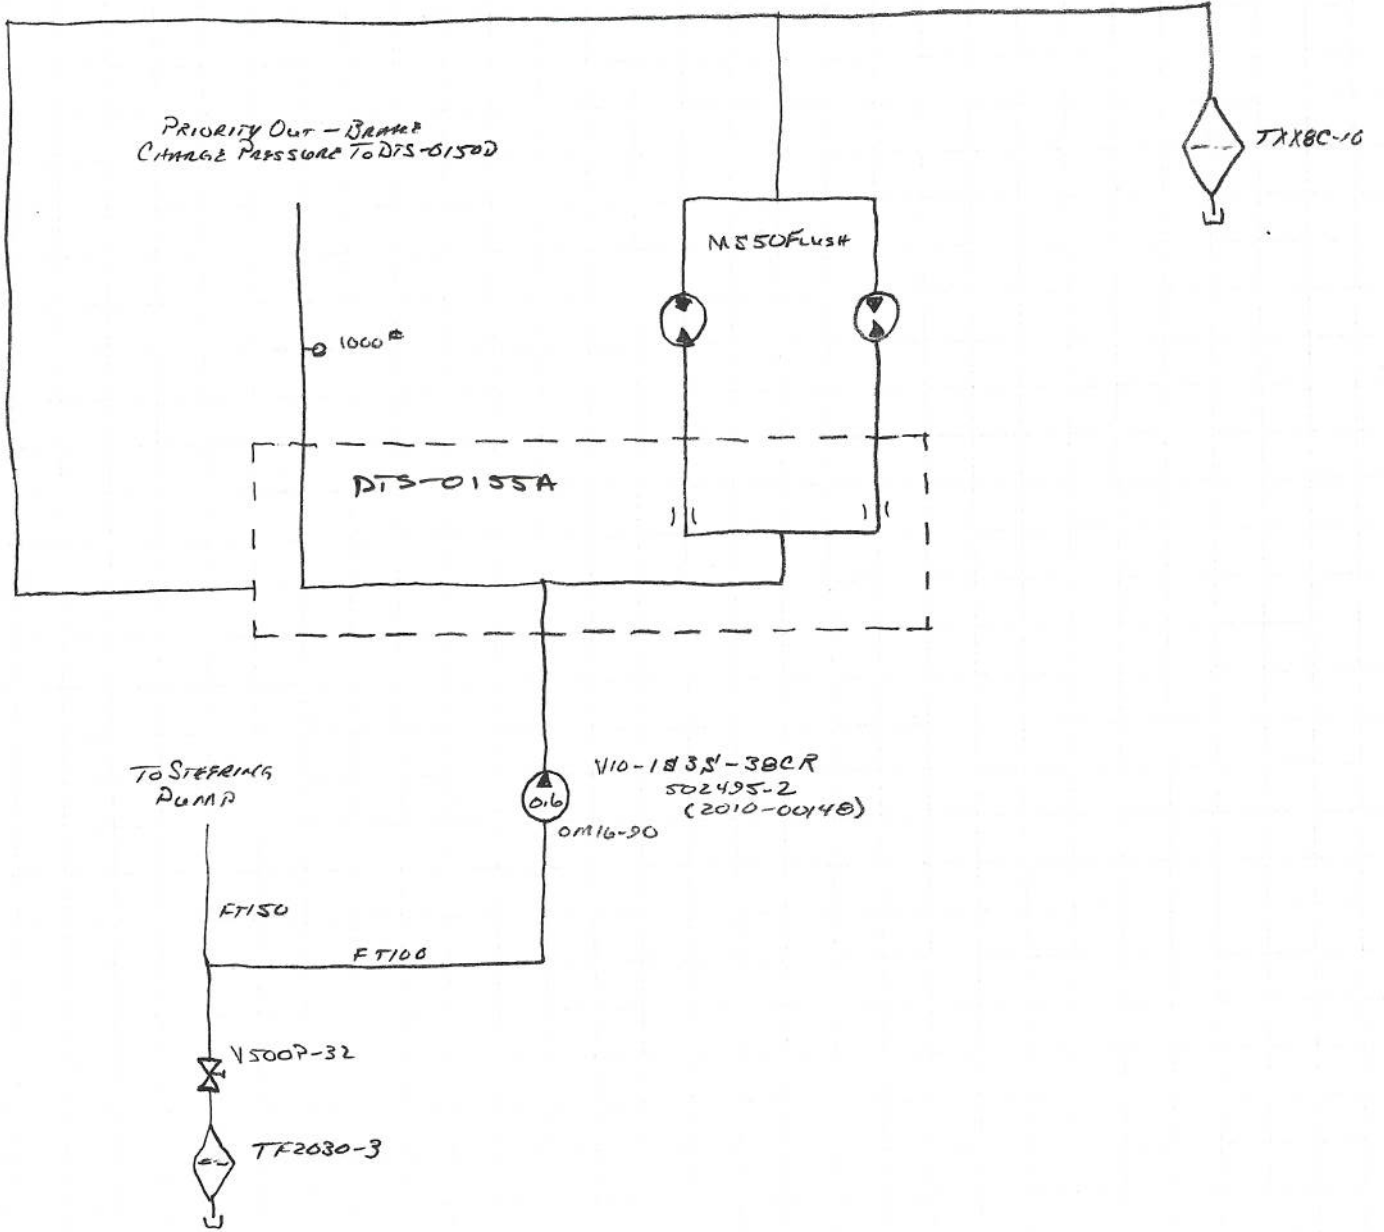 PRIORITY OUT - BRAKE
CHARGE PRESSURE TO DTS-0150D
TXX8C-10
MS50FLUSH
1000#
DTS-0155A
TO STEERING
PUMP
V10-1S3S-38CR
502495-2
(2010-00148)
0.6
OM16-90
FT150
FT100
V500P-32
TF2030-3